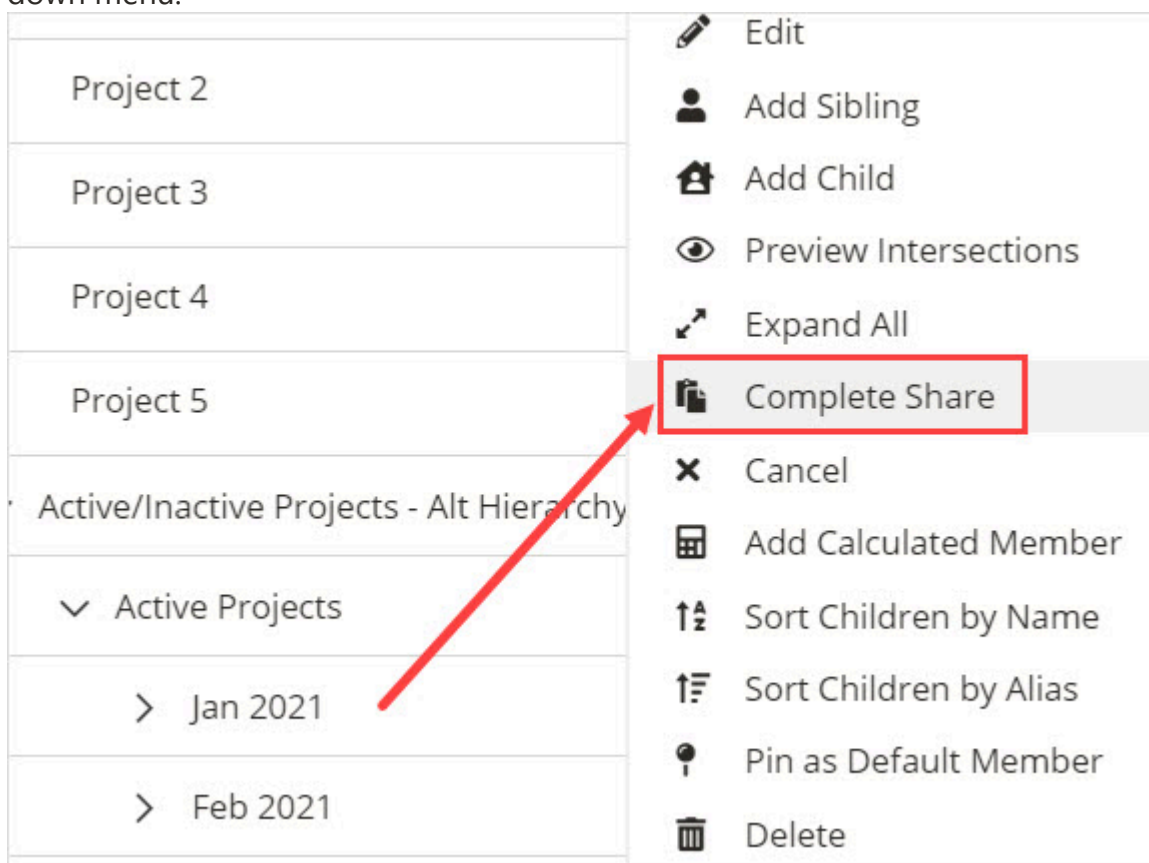 down menu.
Project 2
Project 3
Project 4
Project 5
Active/Inactive Projects - Alt Hierarchy
Active Projects
Jan 2021
Feb 2021
Edit
Add Sibling
Add Child
Preview Intersections
Expand All
Complete Share
Cancel
Add Calculated Member
Sort Children by Name
Sort Children by Alias
Pin as Default Member
Delete